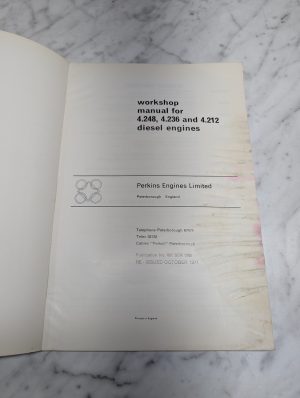 workshop
manual for
4.248, 4.236 and 4.212
diesel engines
Perkins Engines Limited
Peterborough England
Telephone Peterborough
Telex
Cables "Perkoil" Peterborough
Publication No.
RE-ISSUED OCTOBER 1971
Printed in England